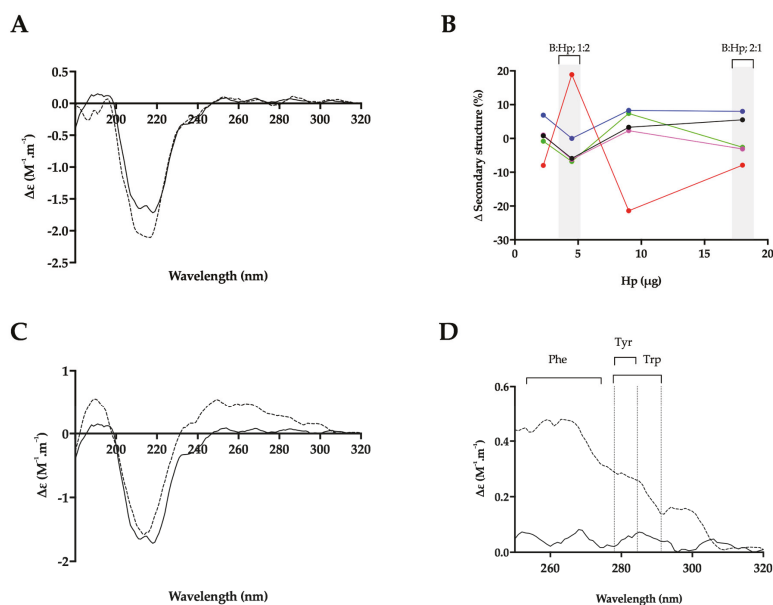 A
0.5
0.0
-0.5
-1.0
-1.5
-2.0
-2.5
180 200 220 240 260 280 300 320
Δε (M⁻¹.m⁻¹)
Wavelength (nm)
B
B:Hp; 1:2
B:Hp; 2:1
20
10
0
-10
-20
-30
0 5 10 15 20
Δ Secondary structure (%)
Hp (μg)
C
1
0
-1
-2
180 200 220 240 260 280 300 320
Δε (M⁻¹.m⁻¹)
Wavelength (nm)
D
Tyr
Phe
Trp
0.6
0.4
0.2
0.0
260 280 300 320
Δε (M⁻¹.m⁻¹)
Wavelength (nm)